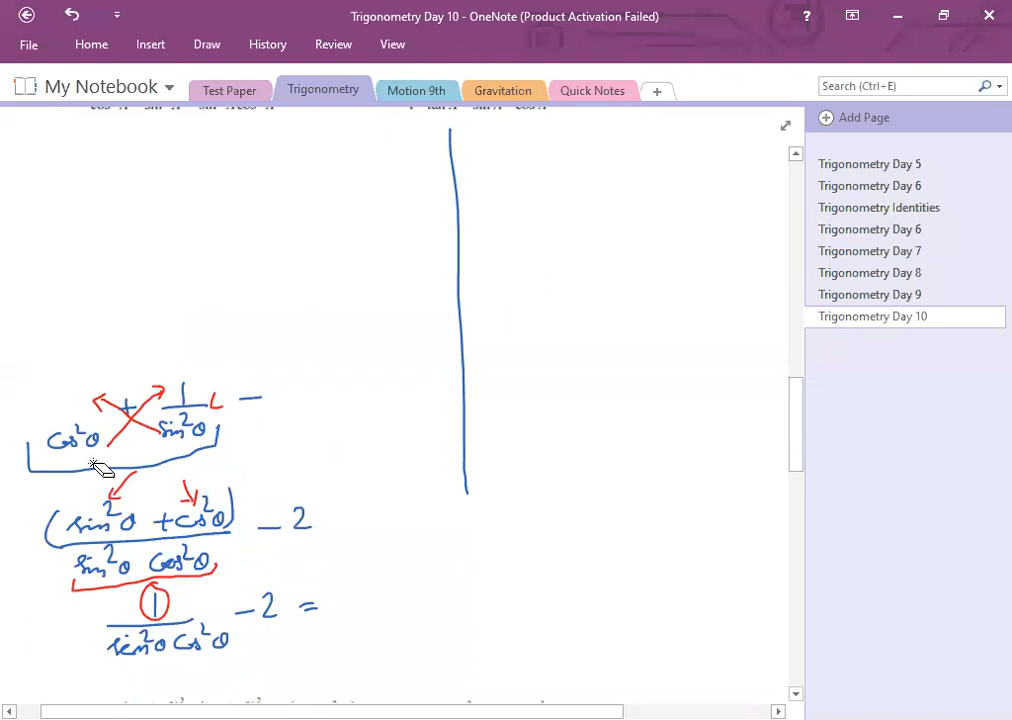 Trigonometry Day 10 - OneNote (Product Activation Failed)
?
File Home Insert Draw History Review View
My Notebook Test Paper Trigonometry Motion 9th Gravitation Quick Notes + Search (Ctrl+E)
Add Page
Trigonometry Day 5
Trigonometry Day 6
Trigonometry Identities
Trigonometry Day 6
Trigonometry Day 7
Trigonometry Day 8
Trigonometry Day 9
Trigonometry Day 10
+ 1 −
Cos²θ sin²θ
(sin²θ + Cos²θ) − 2
sin²θ Cos²θ
1 − 2 =
sin²θ Cos²θ